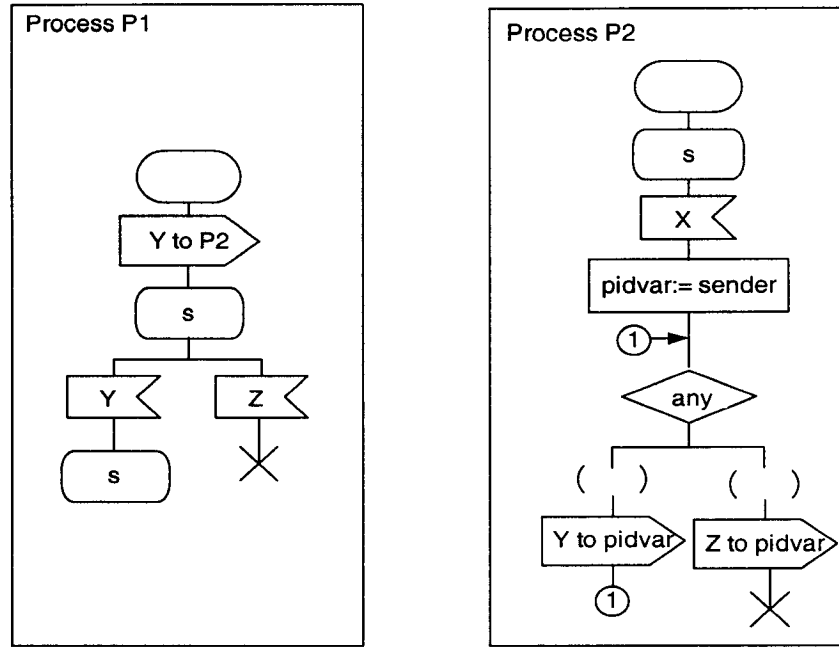 Process P1
Y to P2
s
Y
Z
s
Process P2
s
X
pidvar:= sender
1
any
( )
( )
Y to pidvar
Z to pidvar
1